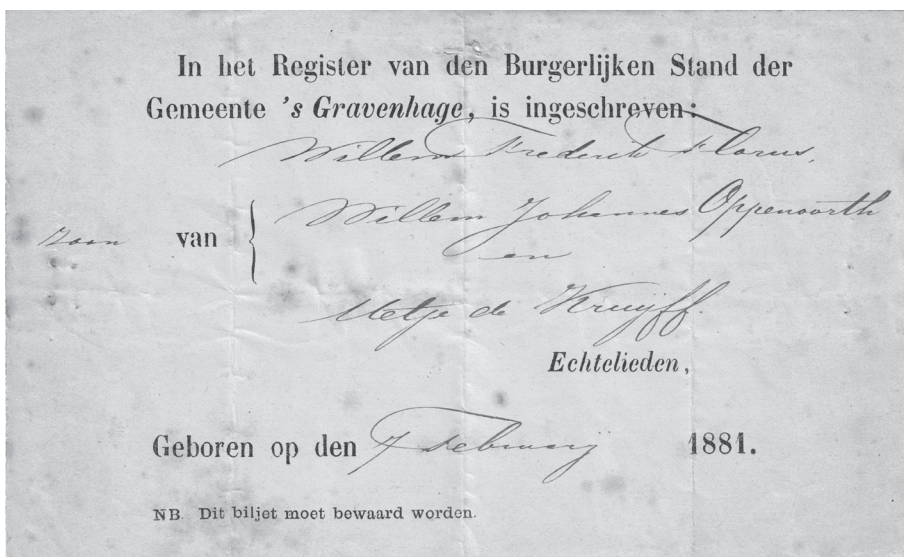 In het Register van den Burgerlijken Stand der
Gemeente 's Gravenhage, is ingeschreven:
Willem Frederik Florus,
Willem Johannes Oppenoorth
zoon van
en
Metje de Kruijff.
Echtelieden,
Geboren op den 7 Februarij 1881.
NB. Dit biljet moet bewaard worden.